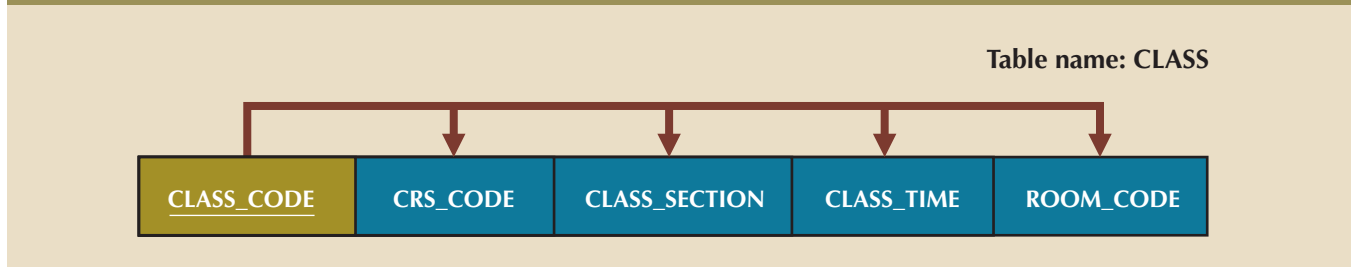 Table name: CLASS
CLASS_CODE CRS_CODE CLASS_SECTION CLASS_TIME ROOM_CODE